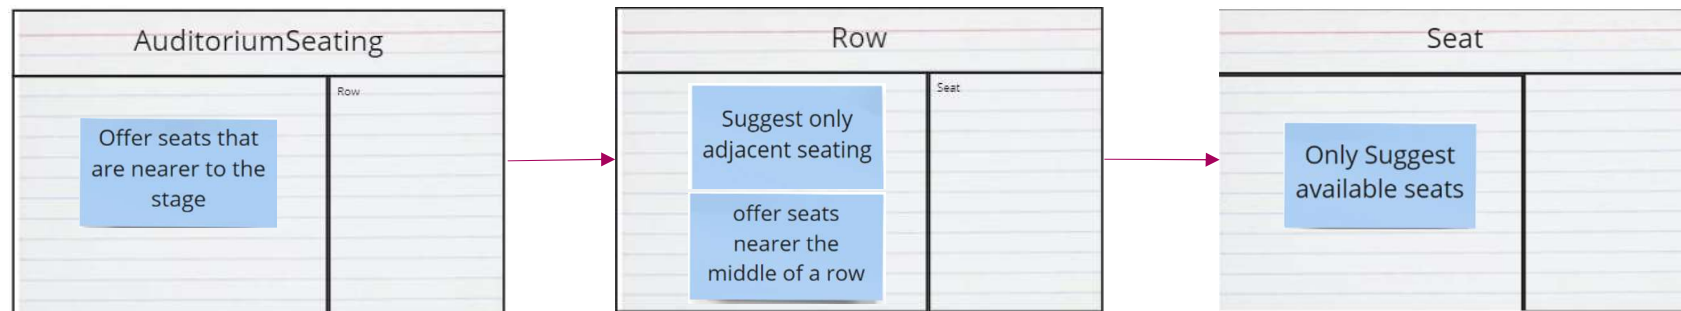 AuditoriumSeating
Row
Offer seats that
are nearer to the
stage
Row
Seat
Suggest only
adjacent seating
offer seats
nearer the
middle of a row
Seat
Only Suggest
available seats